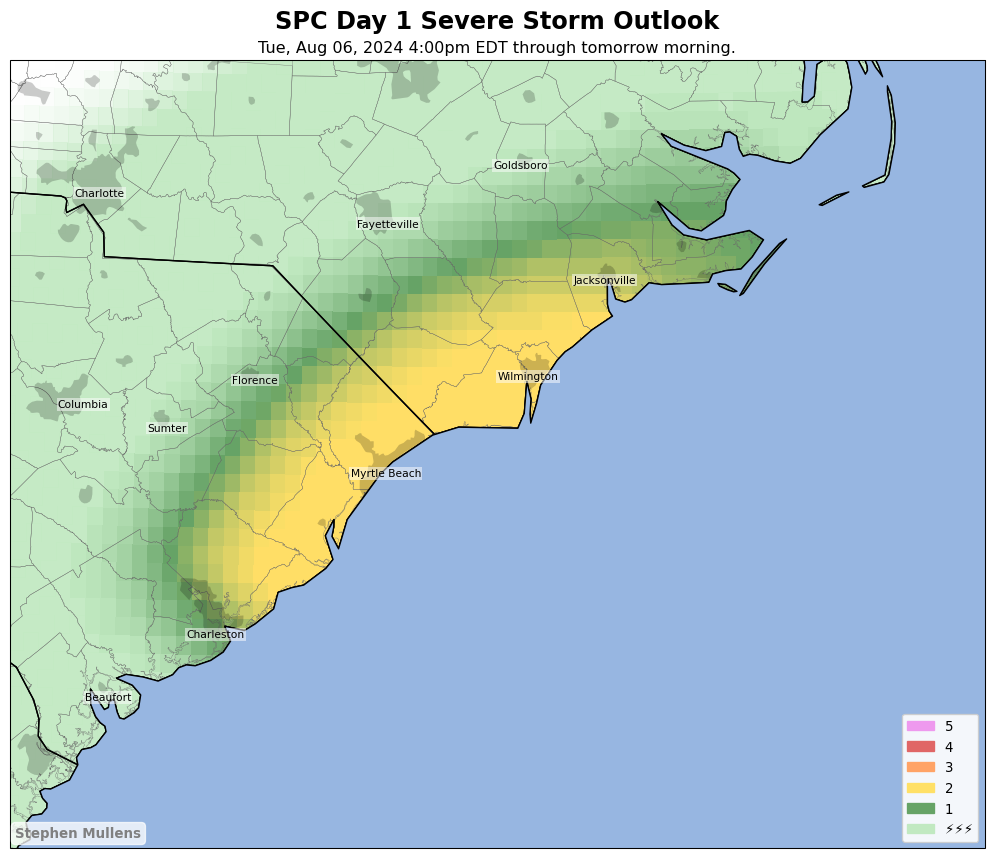 SPC Day 1 Severe Storm Outlook
Tue, Aug 06, 2024 4:00pm EDT through tomorrow morning.
Goldsboro
Charlotte
Fayetteville
Jacksonville
Wilmington
Florence
Columbia
Sumter
Myrtle Beach
Charleston
Beaufort
5
4
3
2
1
⚡⚡⚡
Stephen Mullens